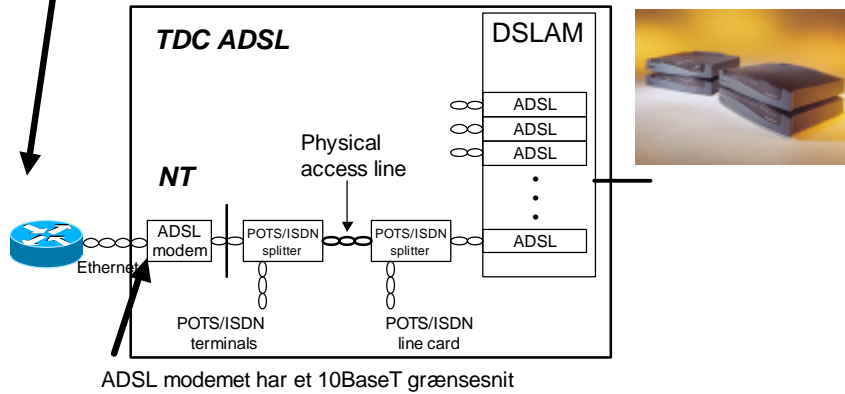 TDC ADSL
DSLAM
ADSL
ADSL
ADSL
Physical
access line
NT
ADSL
modem
POTS/ISDN
splitter
POTS/ISDN
splitter
ADSL
Ethernet
POTS/ISDN
terminals
POTS/ISDN
line card
ADSL modemet har et 10BaseT grænsesnit